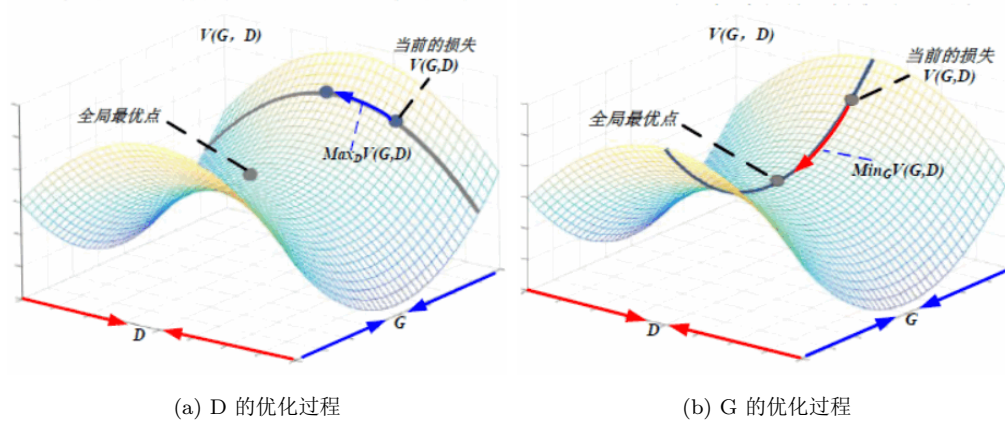 V(G, D)
当前的损失
V(G,D)
全局最优点
Max_D V(G,D)
D
G
(a) D 的优化过程
V(G, D)
当前的损失
V(G,D)
全局最优点
Min_G V(G,D)
D
G
(b) G 的优化过程